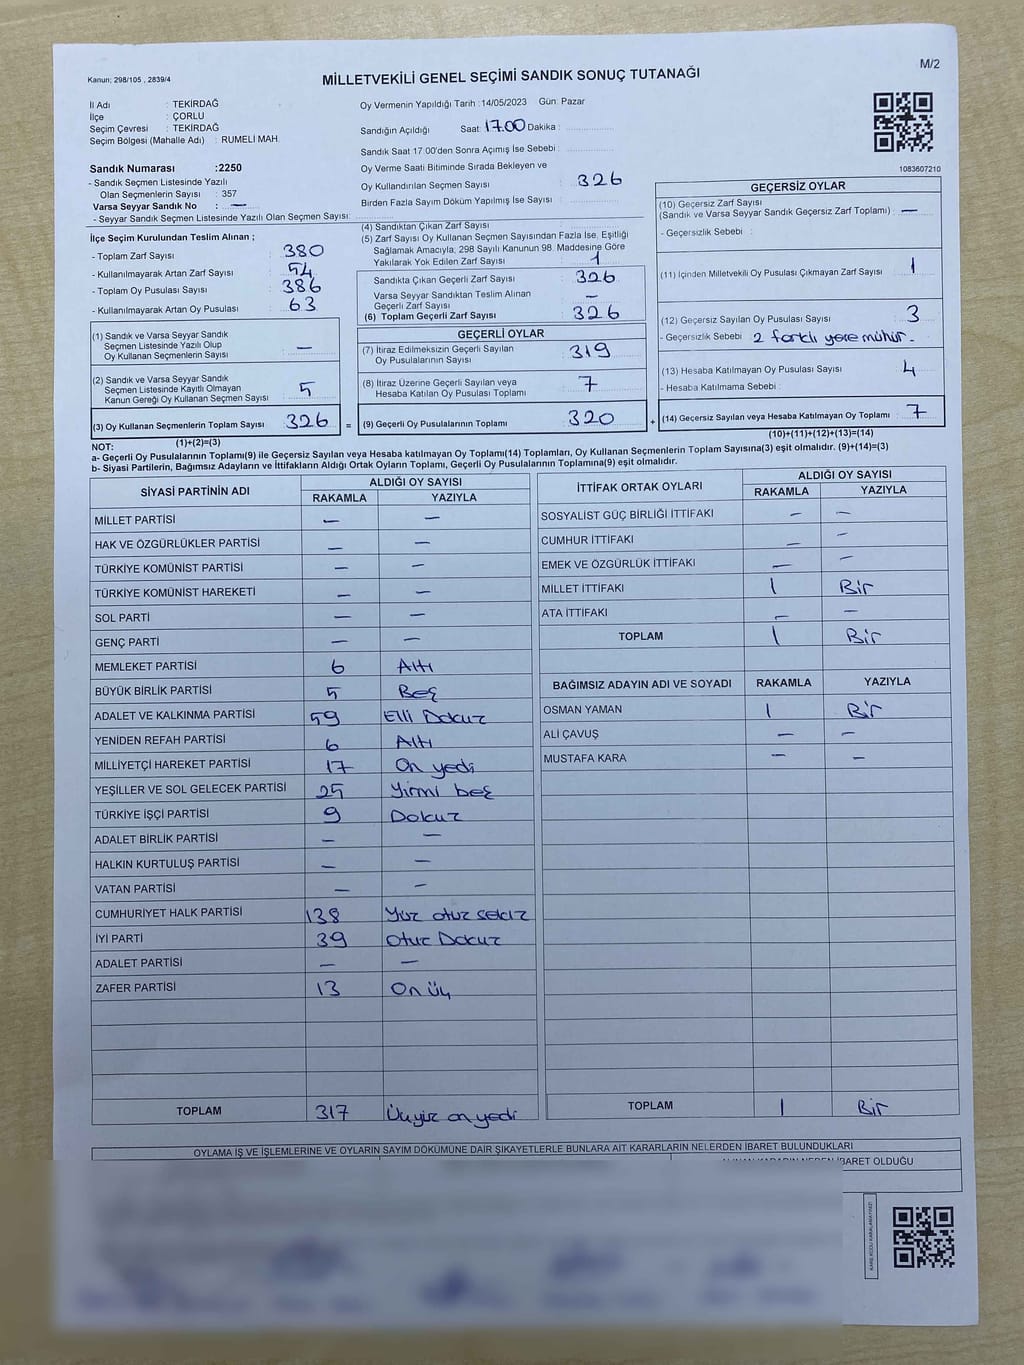 Kanun; 298/105 , 2839/4
MİLLETVEKİLİ GENEL SEÇİMİ SANDIK SONUÇ TUTANAĞI
M/2
İl Adı : TEKİRDAĞ
İlçe : ÇORLU
Seçim Çevresi : TEKİRDAĞ
Seçim Bölgesi (Mahalle Adı) : RUMELİ MAH.
Oy Vermenin Yapıldığı Tarih :14/05/2023 Gün: Pazar
Sandığın Açıldığı Saat: 17.00 Dakika :
Sandık Saat 17.00'den Sonra Açımış İse Sebebi :
Oy Verme Saati Bitiminde Sırada Bekleyen ve
Oy Kullandırılan Seçmen Sayısı 326
Birden Fazla Sayım Döküm Yapılmış İse Sayısı :
1083607210
Sandık Numarası :2250
- Sandık Seçmen Listesinde Yazılı
Olan Seçmenlerin Sayısı : 357
Varsa Seyyar Sandık No : —
- Seyyar Sandık Seçmen Listesinde Yazılı Olan Seçmen Sayısı:
İlçe Seçim Kurulundan Teslim Alınan ;
- Toplam Zarf Sayısı : 380
- Kullanılmayarak Artan Zarf Sayısı : 54
- Toplam Oy Pusulası Sayısı : 386
- Kullanılmayarak Artan Oy Pusulası : 63
(1) Sandık ve Varsa Seyyar Sandık
Seçmen Listesinde Yazılı Olup
Oy Kullanan Seçmenlerin Sayısı : —
(2) Sandık ve Varsa Seyyar Sandık
Seçmen Listesinde Kayıtlı Olmayan
Kanun Gereği Oy Kullanan Seçmen Sayısı : 5
(3) Oy Kullanan Seçmenlerin Toplam Sayısı : 326
(4) Sandıktan Çıkan Zarf Sayısı :
(5) Zarf Sayısı Oy Kullanan Seçmen Sayısından Fazla İse, Eşitliği
Sağlamak Amacıyla, 298 Sayılı Kanunun 98. Maddesine Göre
Yakılarak Yok Edilen Zarf Sayısı : 1
Sandıkta Çıkan Geçerli Zarf Sayısı : 326
Varsa Seyyar Sandıktan Teslim Alınan
Geçerli Zarf Sayısı : —
(6) Toplam Geçerli Zarf Sayısı : 326
GEÇERLİ OYLAR
(7) İtiraz Edilmeksizin Geçerli Sayılan
Oy Pusulalarının Sayısı : 319
(8) İtiraz Üzerine Geçerli Sayılan veya
Hesaba Katılan Oy Pusulaları Toplamı : 7
= (9) Geçerli Oy Pusulalarının Toplamı : 320 +
GEÇERSİZ OYLAR
(10) Geçersiz Zarf Sayısı
(Sandık ve Varsa Seyyar Sandık Geçersiz Zarf Toplamı) : —
- Geçersizlik Sebebi :
(11) İçinden Milletvekili Oy Pusulası Çıkmayan Zarf Sayısı : 1
(12) Geçersiz Sayılan Oy Pusulası Sayısı : 3
- Geçersizlik Sebebi : 2 farklı yere mühür.
(13) Hesaba Katılmayan Oy Pusulası Sayısı : 4
- Hesaba Katılmama Sebebi :
(14) Geçersiz Sayılan veya Hesaba Katılmayan Oy Toplamı : 7
(10)+(11)+(12)+(13)=(14)
NOT: (1)+(2)=(3)
a- Geçerli Oy Pusulalarının Toplamı(9) ile Geçersiz Sayılan veya Hesaba katılmayan Oy Toplamı(14) Toplamları, Oy Kullanan Seçmenlerin Toplam Sayısına(3) eşit olmalıdır. (9)+(14)=(3)
b- Siyasi Partilerin, Bağımsız Adayların ve İttifakların Aldığı Ortak Oyların Toplamı, Geçerli Oy Pusulalarının Toplamına(9) eşit olmalıdır.
SİYASİ PARTİNİN ADI ALDIĞI OY SAYISI
RAKAMLA YAZIYLA
MİLLET PARTİSİ — —
HAK VE ÖZGÜRLÜKLER PARTİSİ — —
TÜRKİYE KOMÜNİST PARTİSİ — —
TÜRKİYE KOMÜNİST HAREKETİ — —
SOL PARTİ — —
GENÇ PARTİ — —
MEMLEKET PARTİSİ 6 Altı
BÜYÜK BİRLİK PARTİSİ 5 Beş
ADALET VE KALKINMA PARTİSİ 59 Elli Dokuz
YENİDEN REFAH PARTİSİ 6 Altı
MİLLİYETÇİ HAREKET PARTİSİ 17 On yedi
YEŞİLLER VE SOL GELECEK PARTİSİ 25 Yirmi beş
TÜRKİYE İŞÇİ PARTİSİ 9 Dokuz
ADALET BİRLİK PARTİSİ — —
HALKIN KURTULUŞ PARTİSİ — —
VATAN PARTİSİ — —
CUMHURİYET HALK PARTİSİ 138 Yüz otuz sekiz
İYİ PARTİ 39 Otuz Dokuz
ADALET PARTİSİ — —
ZAFER PARTİSİ 13 On üç
TOPLAM 317 Üçyüz on yedi
İTTİFAK ORTAK OYLARI ALDIĞI OY SAYISI
RAKAMLA YAZIYLA
SOSYALİST GÜÇ BİRLİĞİ İTTİFAKI — —
CUMHUR İTTİFAKI — —
EMEK VE ÖZGÜRLÜK İTTİFAKI — —
MİLLET İTTİFAKI 1 Bir
ATA İTTİFAKI — —
TOPLAM 1 Bir
BAĞIMSIZ ADAYIN ADI VE SOYADI RAKAMLA YAZIYLA
OSMAN YAMAN 1 Bir
ALİ ÇAVUŞ — —
MUSTAFA KARA — —
TOPLAM 1 Bir
OYLAMA İŞ VE İŞLEMLERİNE VE OYLARIN SAYIM DÖKÜMÜNE DAİR ŞİKAYETLERLE BUNLARA AİT KARARLARIN NELERDEN İBARET BULUNDUKLARI
ALINAN KARARIN NEDEN İBARET OLDUĞU